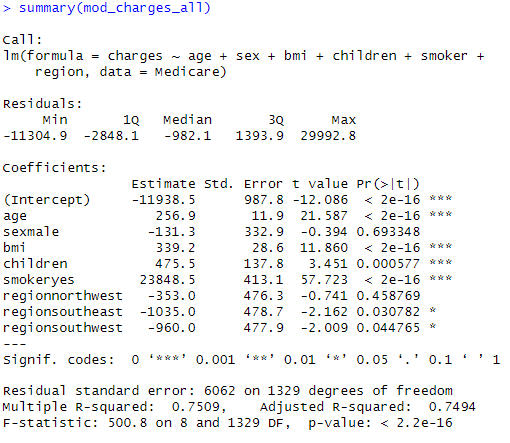 > summary(mod_charges_all)
Call:
lm(formula = charges ~ age + sex + bmi + children + smoker +
    region, data = Medicare)
Residuals:
     Min       1Q   Median       3Q      Max
-11304.9  -2848.1   -982.1   1393.9  29992.8
Coefficients:
                Estimate Std. Error t value Pr(>|t|)
(Intercept)     -11938.5      987.8 -12.086  < 2e-16 ***
age                256.9       11.9  21.587  < 2e-16 ***
sexmale           -131.3      332.9  -0.394 0.693348
bmi                339.2       28.6  11.860  < 2e-16 ***
children           475.5      137.8   3.451 0.000577 ***
smokeryes        23848.5      413.1  57.723  < 2e-16 ***
regionnorthwest   -353.0      476.3  -0.741 0.458769
regionsoutheast  -1035.0      478.7  -2.162 0.030782 *
regionsouthwest   -960.0      477.9  -2.009 0.044765 *
---
Signif. codes:  0 ‘***’ 0.001 ‘**’ 0.01 ‘*’ 0.05 ‘.’ 0.1 ‘ ’ 1
Residual standard error: 6062 on 1329 degrees of freedom
Multiple R-squared:  0.7509,    Adjusted R-squared:  0.7494
F-statistic: 500.8 on 8 and 1329 DF,  p-value: < 2.2e-16